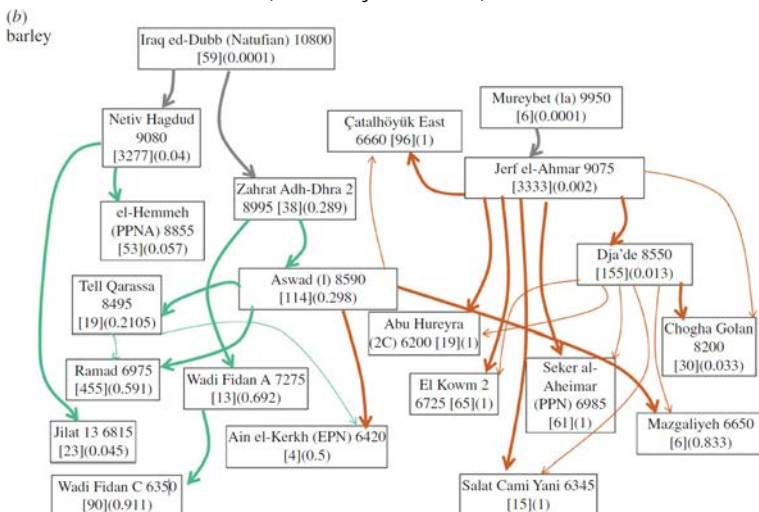 (b)
barley
Iraq ed-Dubb (Natufian) 10800
[59](0.0001)
Mureybet (Ia) 9950
[6](0.0001)
Netiv Hagdud
9080
[3277](0.04)
Çatalhöyük East
6660 [96](1)
Jerf el-Ahmar 9075
[3333](0.002)
Zahrat Adh-Dhra 2
8995 [38](0.289)
el-Hemmeh
(PPNA) 8855
[53](0.057)
Dja'de 8550
[155](0.013)
Tell Qarassa
8495
[19](0.2105)
Aswad (I) 8590
[114](0.298)
Abu Hureyra
(2C) 6200 [19](1)
Chogha Golan
8200
[30](0.033)
Ramad 6975
[455](0.591)
Wadi Fidan A 7275
[13](0.692)
El Kowm 2
6725 [65](1)
Seker al-
Aheimar
(PPN) 6985
[61](1)
Mazgaliyeh 6650
[6](0.833)
Jilat 13 6815
[23](0.045)
Ain el-Kerkh (EPN) 6420
[4](0.5)
Wadi Fidan C 6350
[90](0.911)
Salat Cami Yani 6345
[15](1)